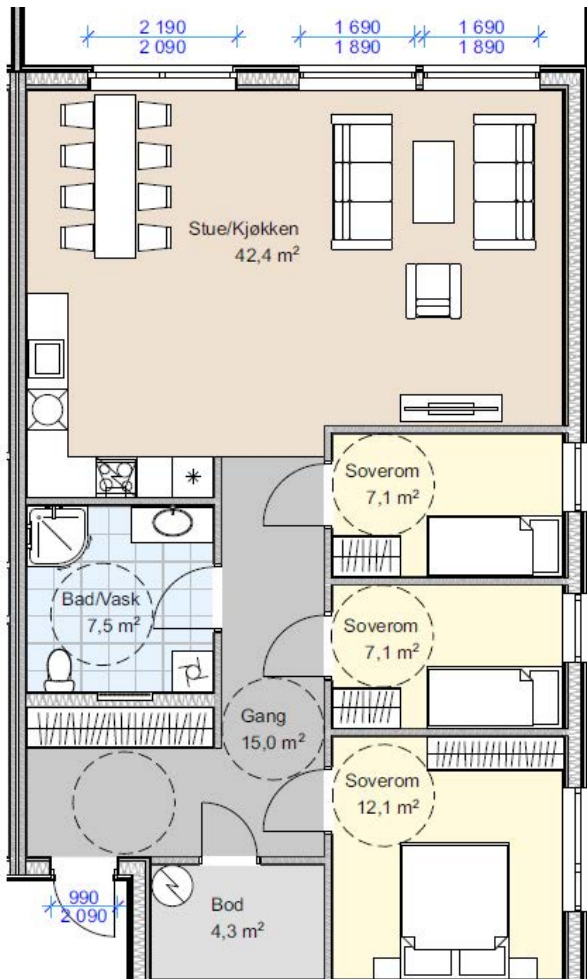 2 190
2 090
1 690
1 890
1 690
1 890
Stue/Kjøkken
42,4 m²
Soverom
7,1 m²
Bad/Vask
7,5 m²
Soverom
7,1 m²
Gang
15,0 m²
Soverom
12,1 m²
990
2 090
Bod
4,3 m²